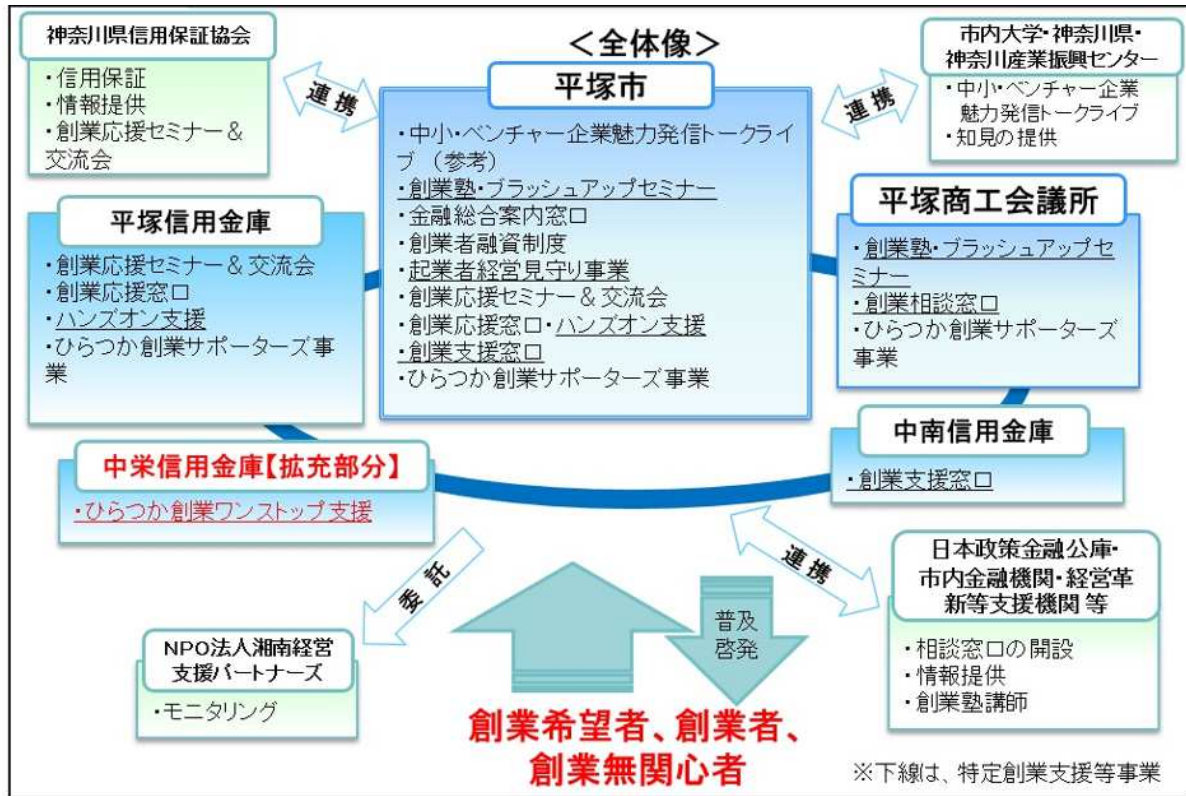 ＜全体像＞
神奈川県信用保証協会
・信用保証
・情報提供
・創業応援セミナー＆
交流会
連携
平塚市
・中小・ベンチャー企業魅力発信トークライ
ブ （参考）
・創業塾・ブラッシュアップセミナー
・金融総合案内窓口
・創業者融資制度
・起業者経営見守り事業
・創業応援セミナー＆交流会
・創業応援窓口・ハンズオン支援
・創業支援窓口
・ひらつか創業サポーターズ事業
連携
市内大学・神奈川県・
神奈川産業振興センター
・中小・ベンチャー企業
魅力発信トークライブ
・知見の提供
平塚信用金庫
・創業応援セミナー＆交流会
・創業応援窓口
・ハンズオン支援
・ひらつか創業サポーターズ事
業
平塚商工会議所
・創業塾・ブラッシュアップセ
ミナー
・創業相談窓口
・ひらつか創業サポーターズ
事業
中栄信用金庫【拡充部分】
・ひらつか創業ワンストップ支援
中南信用金庫
・創業支援窓口
委託
NPO法人湘南経営
支援パートナーズ
・モニタリング
普及
啓発
連携
日本政策金融公庫・
市内金融機関・経営革
新等支援機関 等
・相談窓口の開設
・情報提供
・創業塾講師
創業希望者、創業者、
創業無関心者
※下線は、特定創業支援等事業